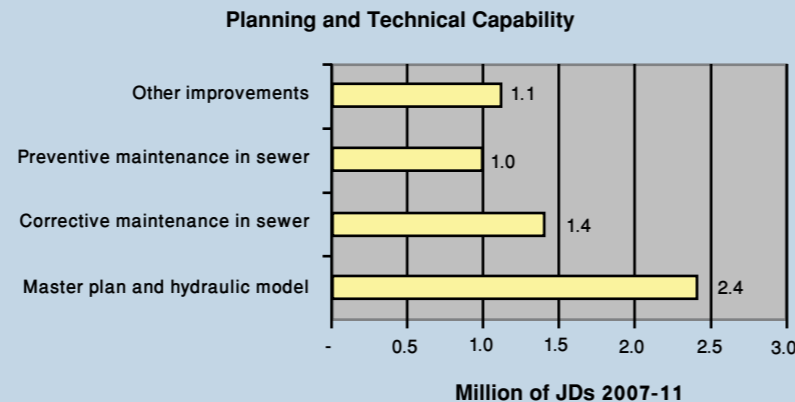 Planning and Technical Capability
Other improvements
1.1
Preventive maintenance in sewer
1.0
Corrective maintenance in sewer
1.4
Master plan and hydraulic model
2.4
- 0.5 1.0 1.5 2.0 2.5 3.0
Million of JDs 2007-11